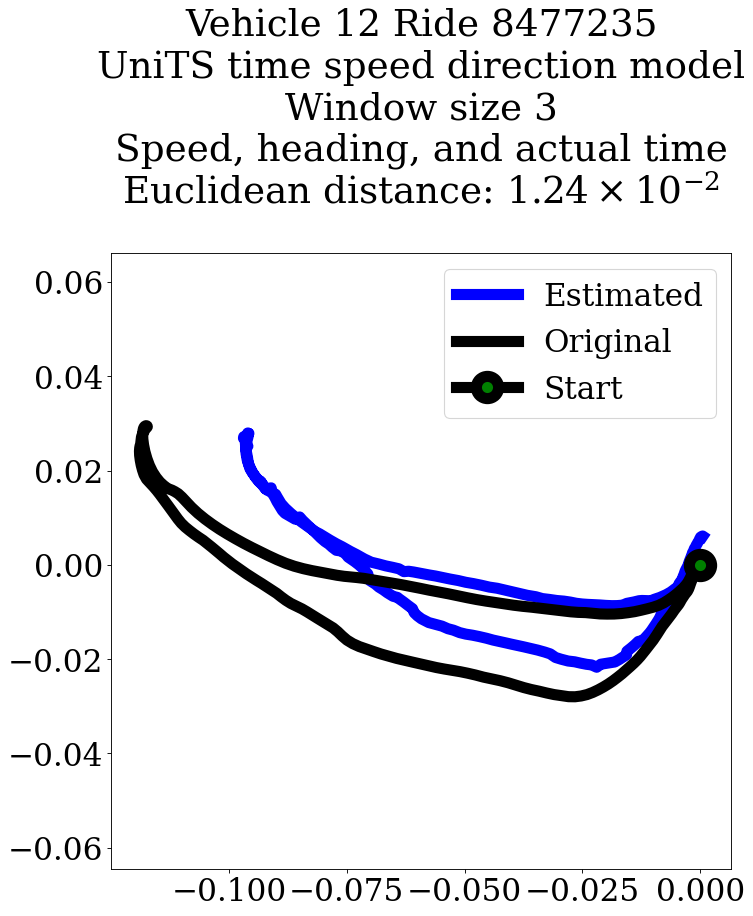 Vehicle 12 Ride 8477235
UniTS time speed direction model
Window size 3
Speed, heading, and actual time
Euclidean distance: 1.24 × 10⁻²
Estimated
Original
Start
0.06
0.04
0.02
0.00
−0.02
−0.04
−0.06
−0.100 −0.075 −0.050 −0.025 0.000